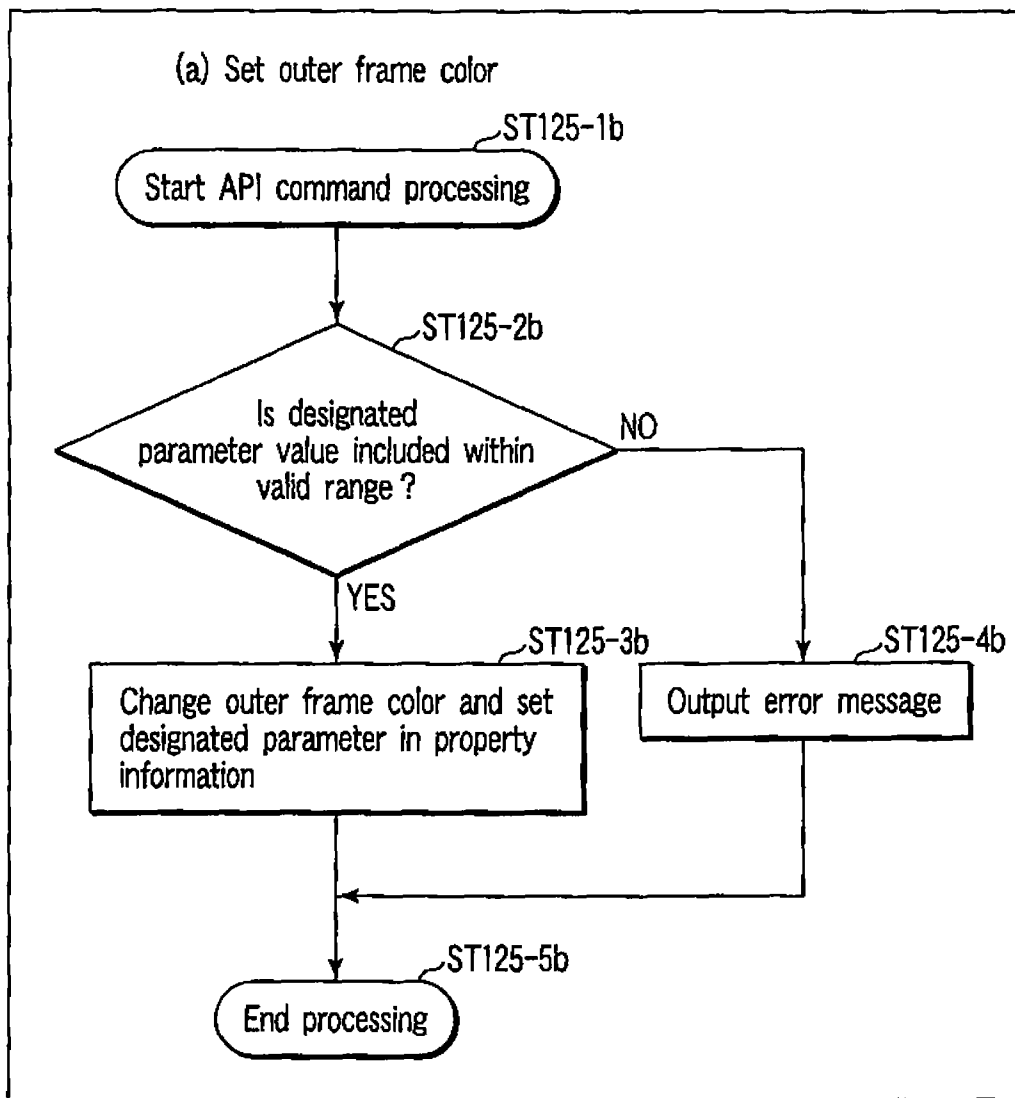 (a) Set outer frame color
ST125-1b
Start API command processing
ST125-2b
Is designated
parameter value included within
valid range ?
NO
YES
ST125-3b
Change outer frame color and set
designated parameter in property
information
ST125-4b
Output error message
ST125-5b
End processing